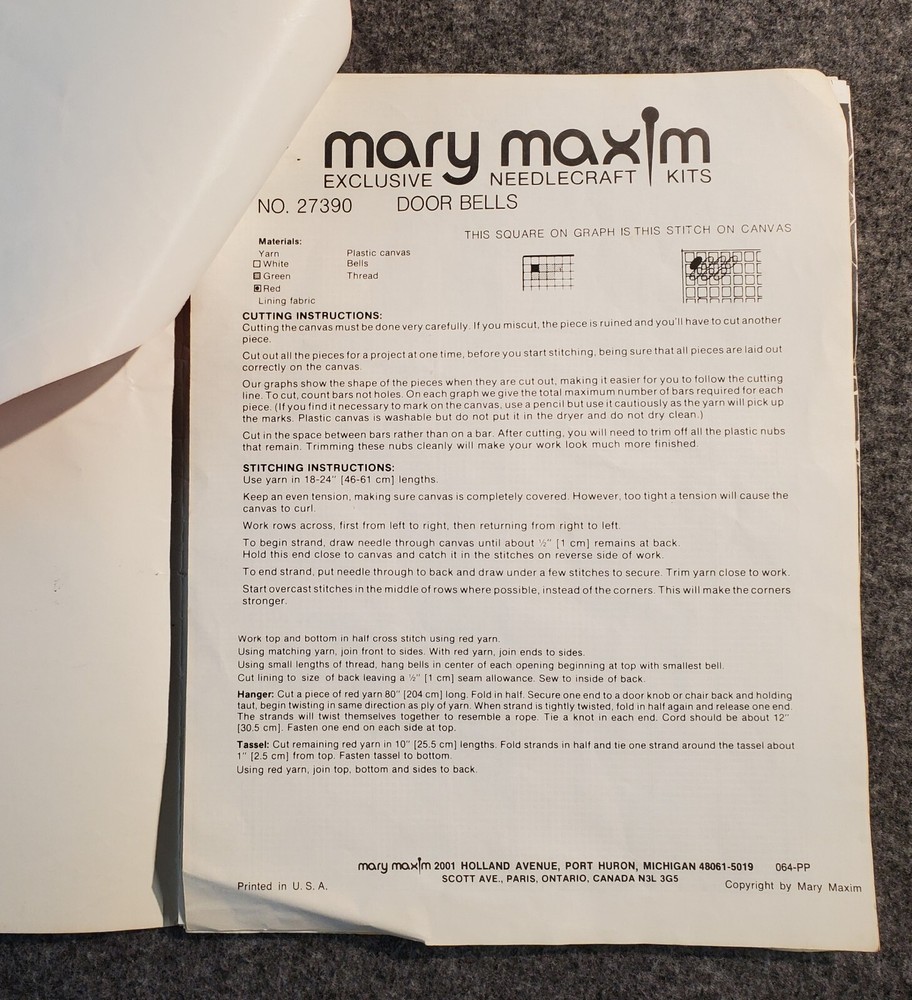 mary maxim
EXCLUSIVE NEEDLECRAFT KITS
NO. 27390 DOOR BELLS
THIS SQUARE ON GRAPH IS THIS STITCH ON CANVAS
Materials:
Yarn Plastic canvas
White Bells
Green Thread
Red
Lining fabric
CUTTING INSTRUCTIONS:
Cutting the canvas must be done very carefully. If you miscut, the piece is ruined and you'll have to cut another
piece.
Cut out all the pieces for a project at one time, before you start stitching, being sure that all pieces are laid out
correctly on the canvas.
Our graphs show the shape of the pieces when they are cut out, making it easier for you to follow the cutting
line. To cut, count bars not holes. On each graph we give the total maximum number of bars required for each
piece. (If you find it necessary to mark on the canvas, use a pencil but use it cautiously as the yarn will pick up
the marks. Plastic canvas is washable but do not put it in the dryer and do not dry clean.)
Cut in the space between bars rather than on a bar. After cutting, you will need to trim off all the plastic nubs
that remain. Trimming these nubs cleanly will make your work look much more finished.
STITCHING INSTRUCTIONS:
Use yarn in 18-24" [46-61 cm] lengths.
Keep an even tension, making sure canvas is completely covered. However, too tight a tension will cause the
canvas to curl.
Work rows across, first from left to right, then returning from right to left.
To begin strand, draw needle through canvas until about ½" [1 cm] remains at back.
Hold this end close to canvas and catch it in the stitches on reverse side of work.
To end strand, put needle through to back and draw under a few stitches to secure. Trim yarn close to work.
Start overcast stitches in the middle of rows where possible, instead of the corners. This will make the corners
stronger.
Work top and bottom in half cross stitch using red yarn.
Using matching yarn, join front to sides. With red yarn, join ends to sides.
Using small lengths of thread, hang bells in center of each opening beginning at top with smallest bell.
Cut lining to size of back leaving a ½" [1 cm] seam allowance. Sew to inside of back.
Hanger: Cut a piece of red yarn 80" [204 cm] long. Fold in half. Secure one end to a door knob or chair back and holding
taut, begin twisting in same direction as ply of yarn. When strand is tightly twisted, fold in half again and release one end.
The strands will twist themselves together to resemble a rope. Tie a knot in each end. Cord should be about 12"
[30.5 cm]. Fasten one end on each side at top.
Tassel: Cut remaining red yarn in 10" [25.5 cm] lengths. Fold strands in half and tie one strand around the tassel about
1" [2.5 cm] from top. Fasten tassel to bottom.
Using red yarn, join top, bottom and sides to back.
mary maxim 2001 HOLLAND AVENUE, PORT HURON, MICHIGAN 48061-5019 064-PP
SCOTT AVE., PARIS, ONTARIO, CANADA N3L 3G5
Printed in U.S.A. Copyright by Mary Maxim